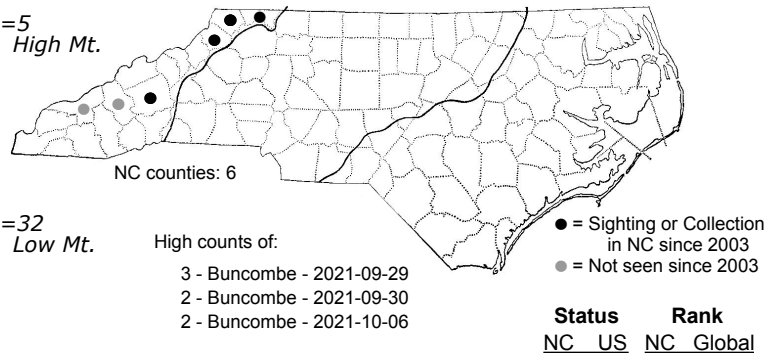 =5
High Mt.
NC counties: 6
=32
Low Mt.
High counts of:
3 - Buncombe - 2021-09-29
2 - Buncombe - 2021-09-30
2 - Buncombe - 2021-10-06
= Sighting or Collection
in NC since 2003
= Not seen since 2003
Status Rank
NC US NC Global